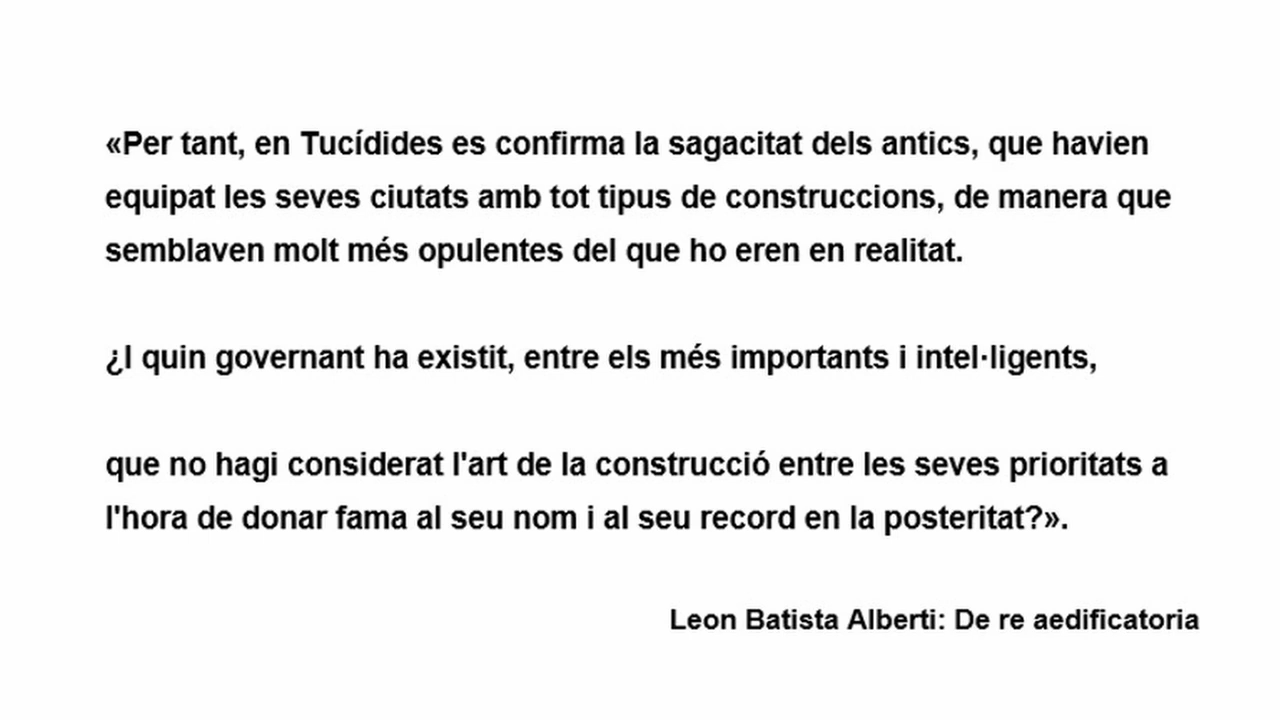 «Per tant, en Tucídides es confirma la sagacitat dels antics, que havien
equipat les seves ciutats amb tot tipus de construccions, de manera que
semblaven molt més opulentes del que ho eren en realitat.
¿I quin governant ha existit, entre els més importants i intel·ligents,
que no hagi considerat l'art de la construcció entre les seves prioritats a
l'hora de donar fama al seu nom i al seu record en la posteritat?».
Leon Batista Alberti: De re aedificatoria